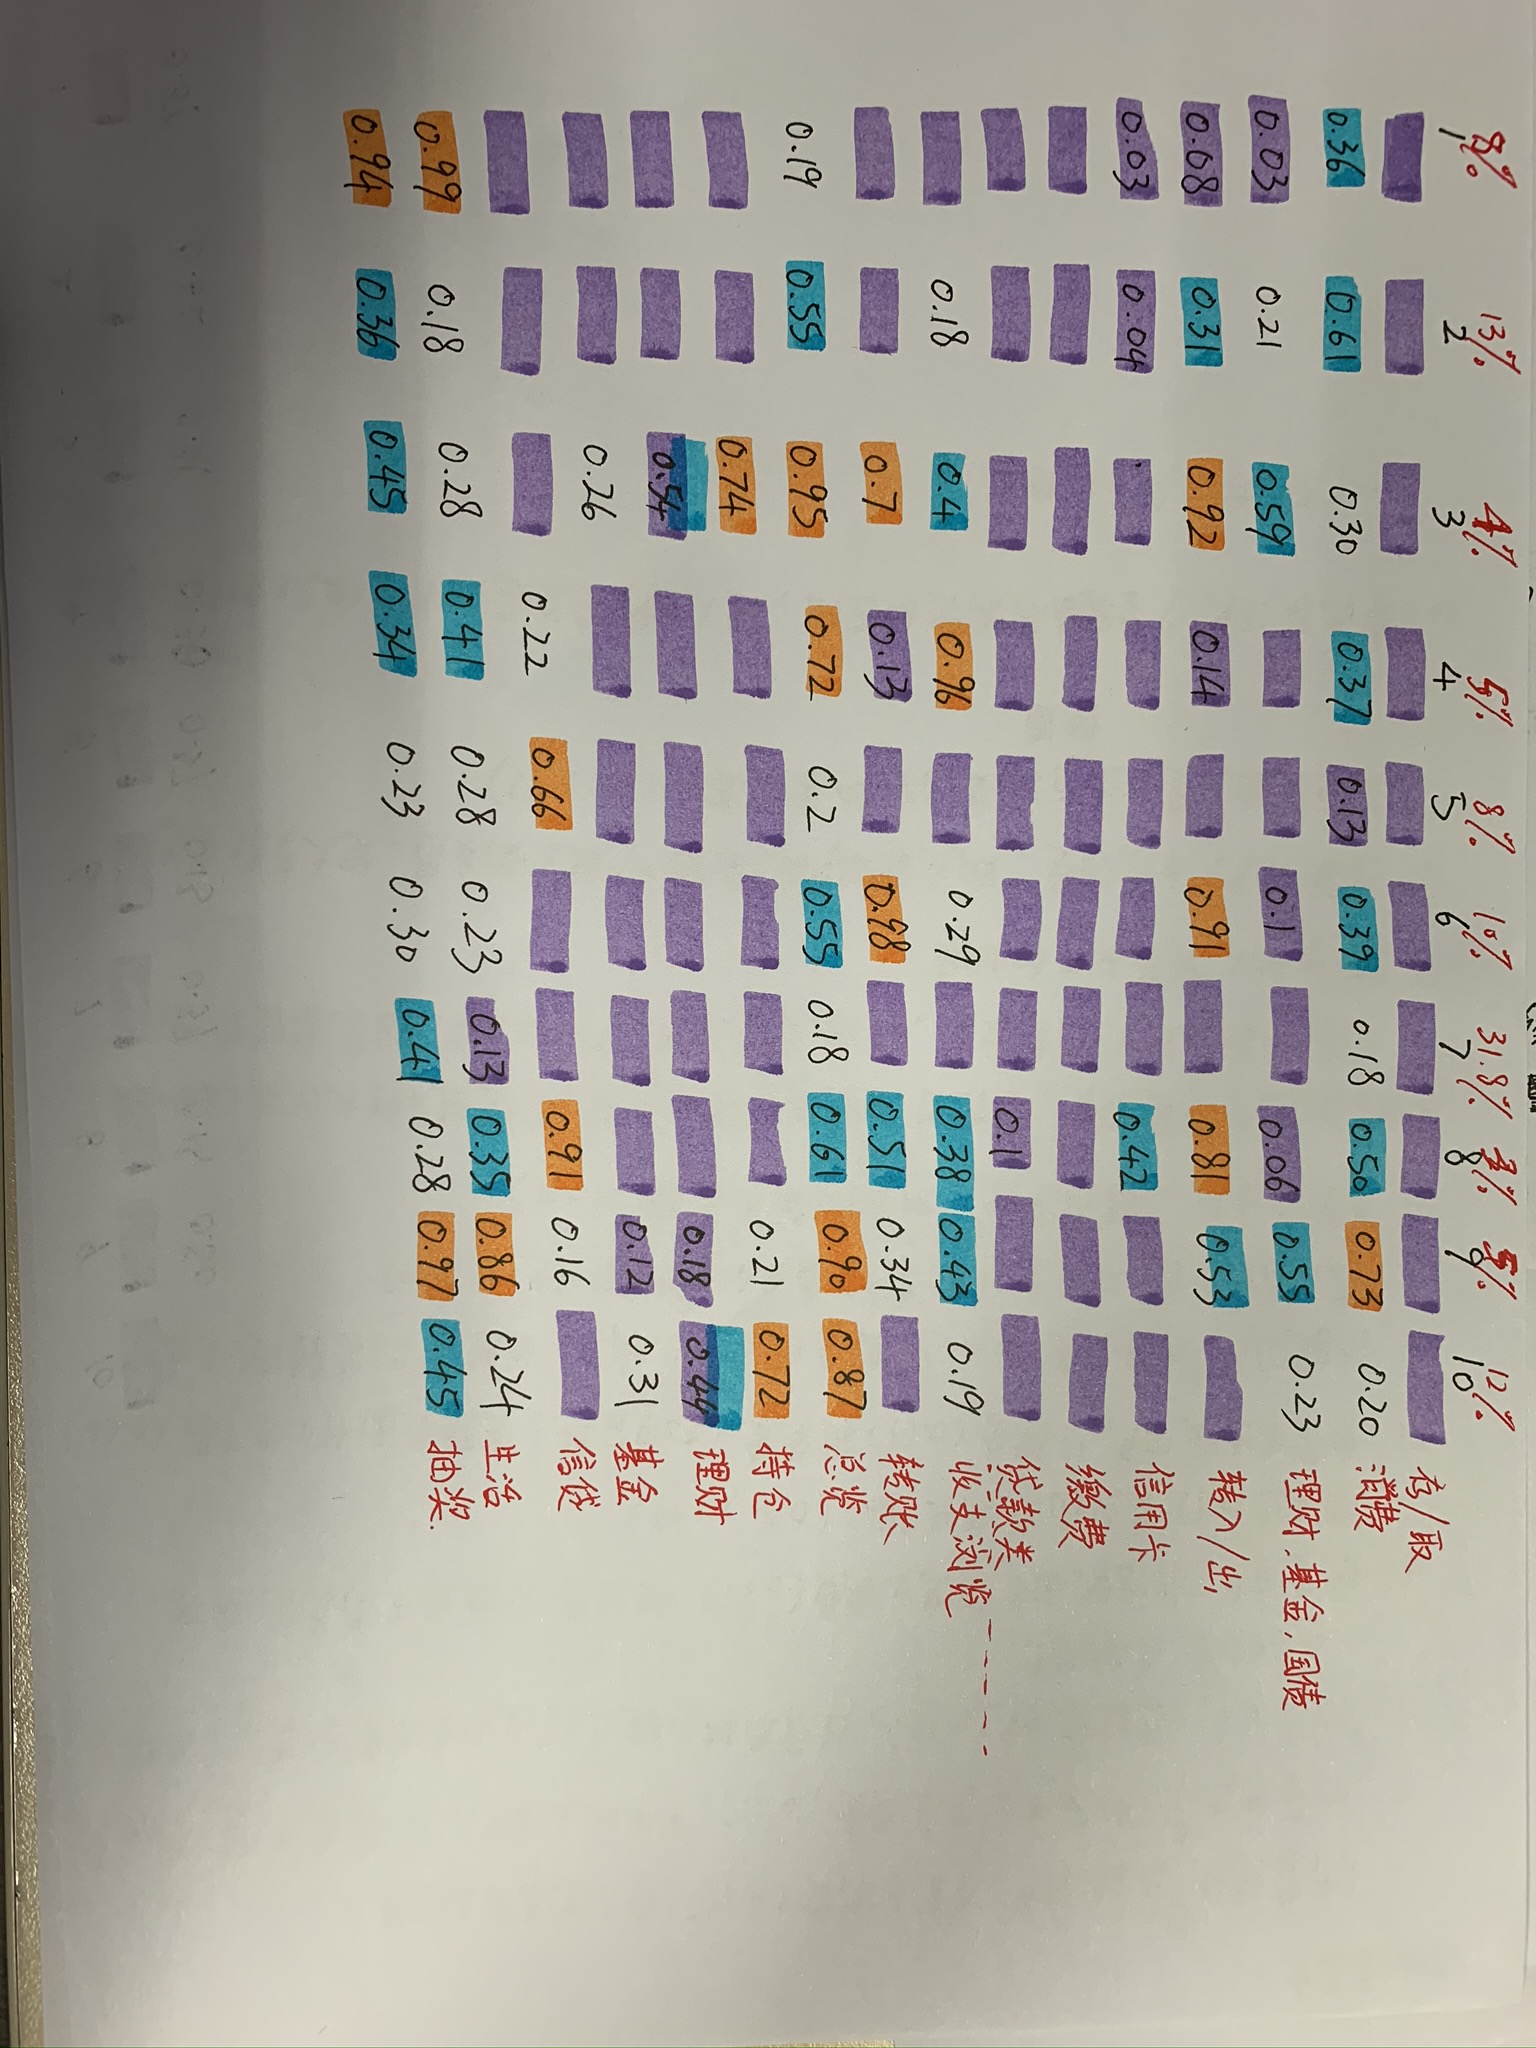 8% 13% 4% 5% 8% 10% 31.8% 5% 12%
1 2 3 4 5 6 7 8 9 10
存/取
0.36 0.61 0.30 0.37 0.13 0.39 0.18 0.50 0.73 0.20 消费
0.03 0.21 0.59 0.1 0.06 0.55 0.23 理财、基金、国债
0.68 0.31 0.92 0.14 0.91 0.81 0.53 转入/出
0.03 0.04 0.42 信用卡
缴费
0.1 贷款类
0.18 0.4 0.96 0.29 0.38 0.43 0.19 收支浏览
0.7 0.13 0.98 0.51 0.34 转账
0.19 0.55 0.95 0.72 0.2 0.55 0.18 0.61 0.90 0.87 总览
0.74 0.21 0.72 持仓
0.54 0.18 0.44 理财
0.26 0.12 0.31 基金
0.22 0.66 0.91 0.16 信贷
0.99 0.18 0.28 0.41 0.28 0.23 0.13 0.35 0.86 0.24 生活
0.94 0.36 0.45 0.34 0.23 0.30 0.41 0.28 0.97 0.45 抽奖.